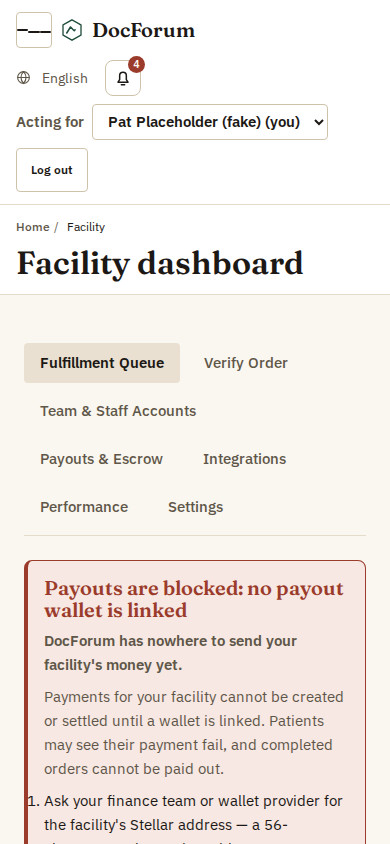 DocForum
English
4
Acting for
Pat Placeholder (fake) (you)
Log out
Home / Facility
Facility dashboard
Fulfillment Queue
Verify Order
Team & Staff Accounts
Payouts & Escrow
Integrations
Performance
Settings
Payouts are blocked: no payout
wallet is linked
DocForum has nowhere to send your
facility's money yet.
Payments for your facility cannot be created
or settled until a wallet is linked. Patients
may see their payment fail, and completed
orders cannot be paid out.
1. Ask your finance team or wallet provider for
the facility's Stellar address — a 56-